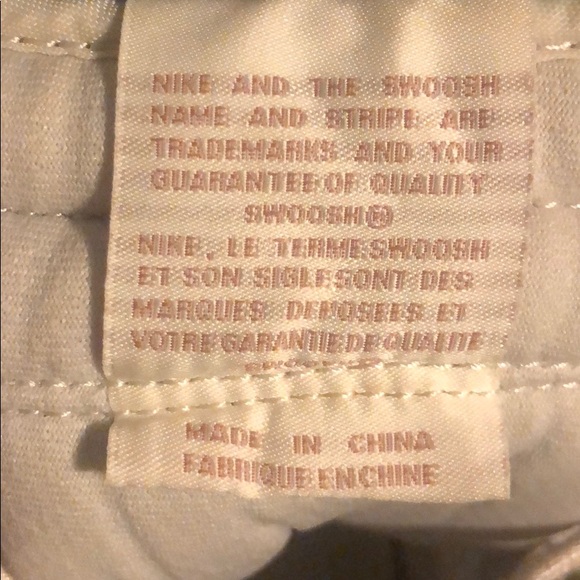 NIKE AND THE SWOOSH
NAME AND STRIPE ARE
TRADEMARKS AND YOUR
GUARANTEE OF QUALITY
SWOOSH®
NIKE, LE TERME SWOOSH
ET SON SIGLE SONT DES
MARQUES DEPOSEES ET
VOTRE GARANTIE DE QUALITE
MADE IN CHINA
FABRIQUE EN CHINE